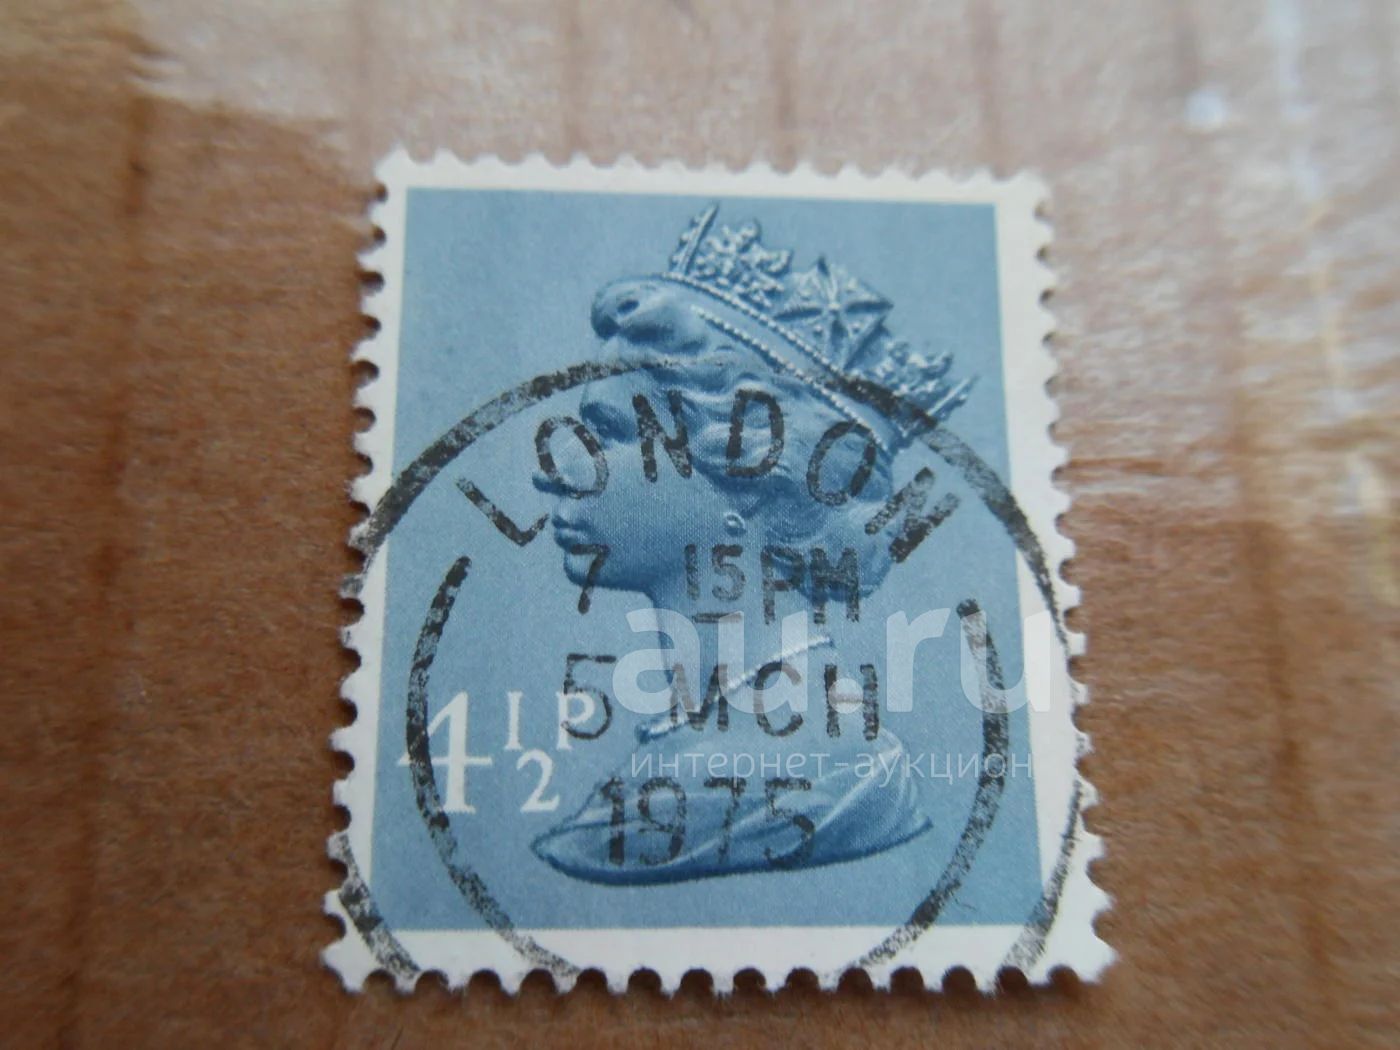 LONDON
7 15PM
5 MCH
1975
4½P
au.ru
интернет-аукцион